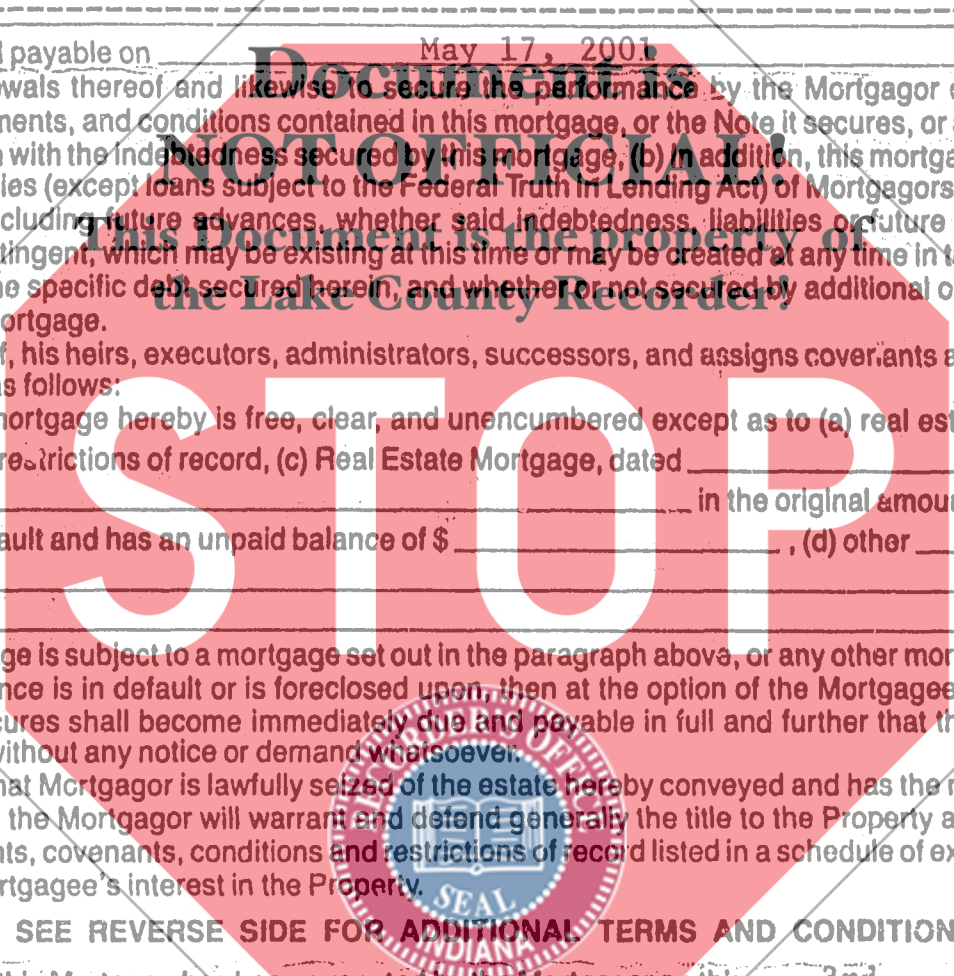 l payable on May 17, 2001
Document is
wals thereof and likewise to secure the performance by the Mortgagor
nents, and conditions contained in this mortgage, or the Note it secures, or
NOT OFFICIAL!
with the indebtedness secured by this mortgage, (b) in addition, this mortga
ies (except loans subject to the Federal Truth in Lending Act) of Mortgagors
cluding future advances, whether said indebtedness, liabilities or future
This Document is the property of
tingent, which may be existing at this time or may be created at any time in
e specific debt secured herein, and whether or not secured by additional o
the Lake County Recorder!
ortgage.
f, his heirs, executors, administrators, successors, and assigns covenants a
as follows:
mortgage hereby is free, clear, and unencumbered except as to (a) real est
restrictions of record, (c) Real Estate Mortgage, dated
in the original amoun
STOP
ault and has an unpaid balance of $ , (d) other
ge is subject to a mortgage set out in the paragraph above, or any other mor
nce is in default or is foreclosed upon, then at the option of the Mortgagee
cures shall become immediately due and payable in full and further that th
without any notice or demand whatsoever.
RECORDER'S OFFICE
hat Mortgagor is lawfully seized of the estate hereby conveyed and has the r
the Mortgagor will warrant and defend generally the title to the Property a
nts, covenants, conditions and restrictions of record listed in a schedule of ex
rtgagee's interest in the Property.
SEAL
INDIANA
SEE REVERSE SIDE FOR ADDITIONAL TERMS AND CONDITION